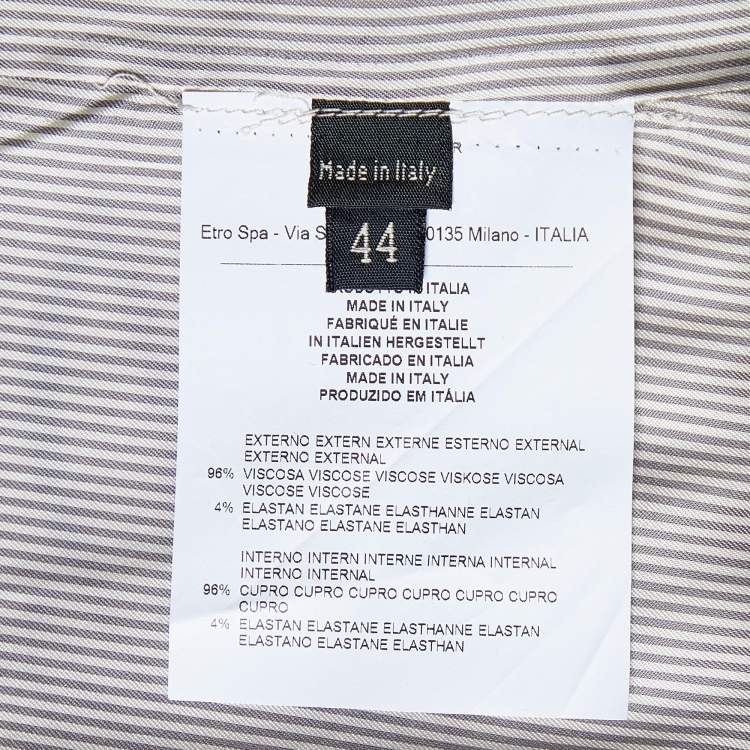 Made in Italy
Etro Spa - Via 0135 Milano - ITALIA
44
IN ITALIA
MADE IN ITALY
FABRIQUÉ EN ITALIE
IN ITALIEN HERGESTELLT
FABRICADO EN ITALIA
MADE IN ITALY
PRODUZIDO EM ITÁLIA
EXTERNO EXTERN EXTERNE ESTERNO EXTERNAL
EXTERNO EXTERNAL
96% VISCOSA VISCOSE VISCOSE VISKOSE VISCOSA
VISCOSE VISCOSE
4% ELASTAN ELASTANE ELASTHANNE ELASTAN
ELASTANO ELASTANE ELASTHAN
INTERNO INTERN INTERNE INTERNA INTERNAL
INTERNO INTERNAL
96% CUPRO CUPRO CUPRO CUPRO CUPRO CUPRO
CUPRO
4% ELASTAN ELASTANE ELASTHANNE ELASTAN
ELASTANO ELASTANE ELASTHAN